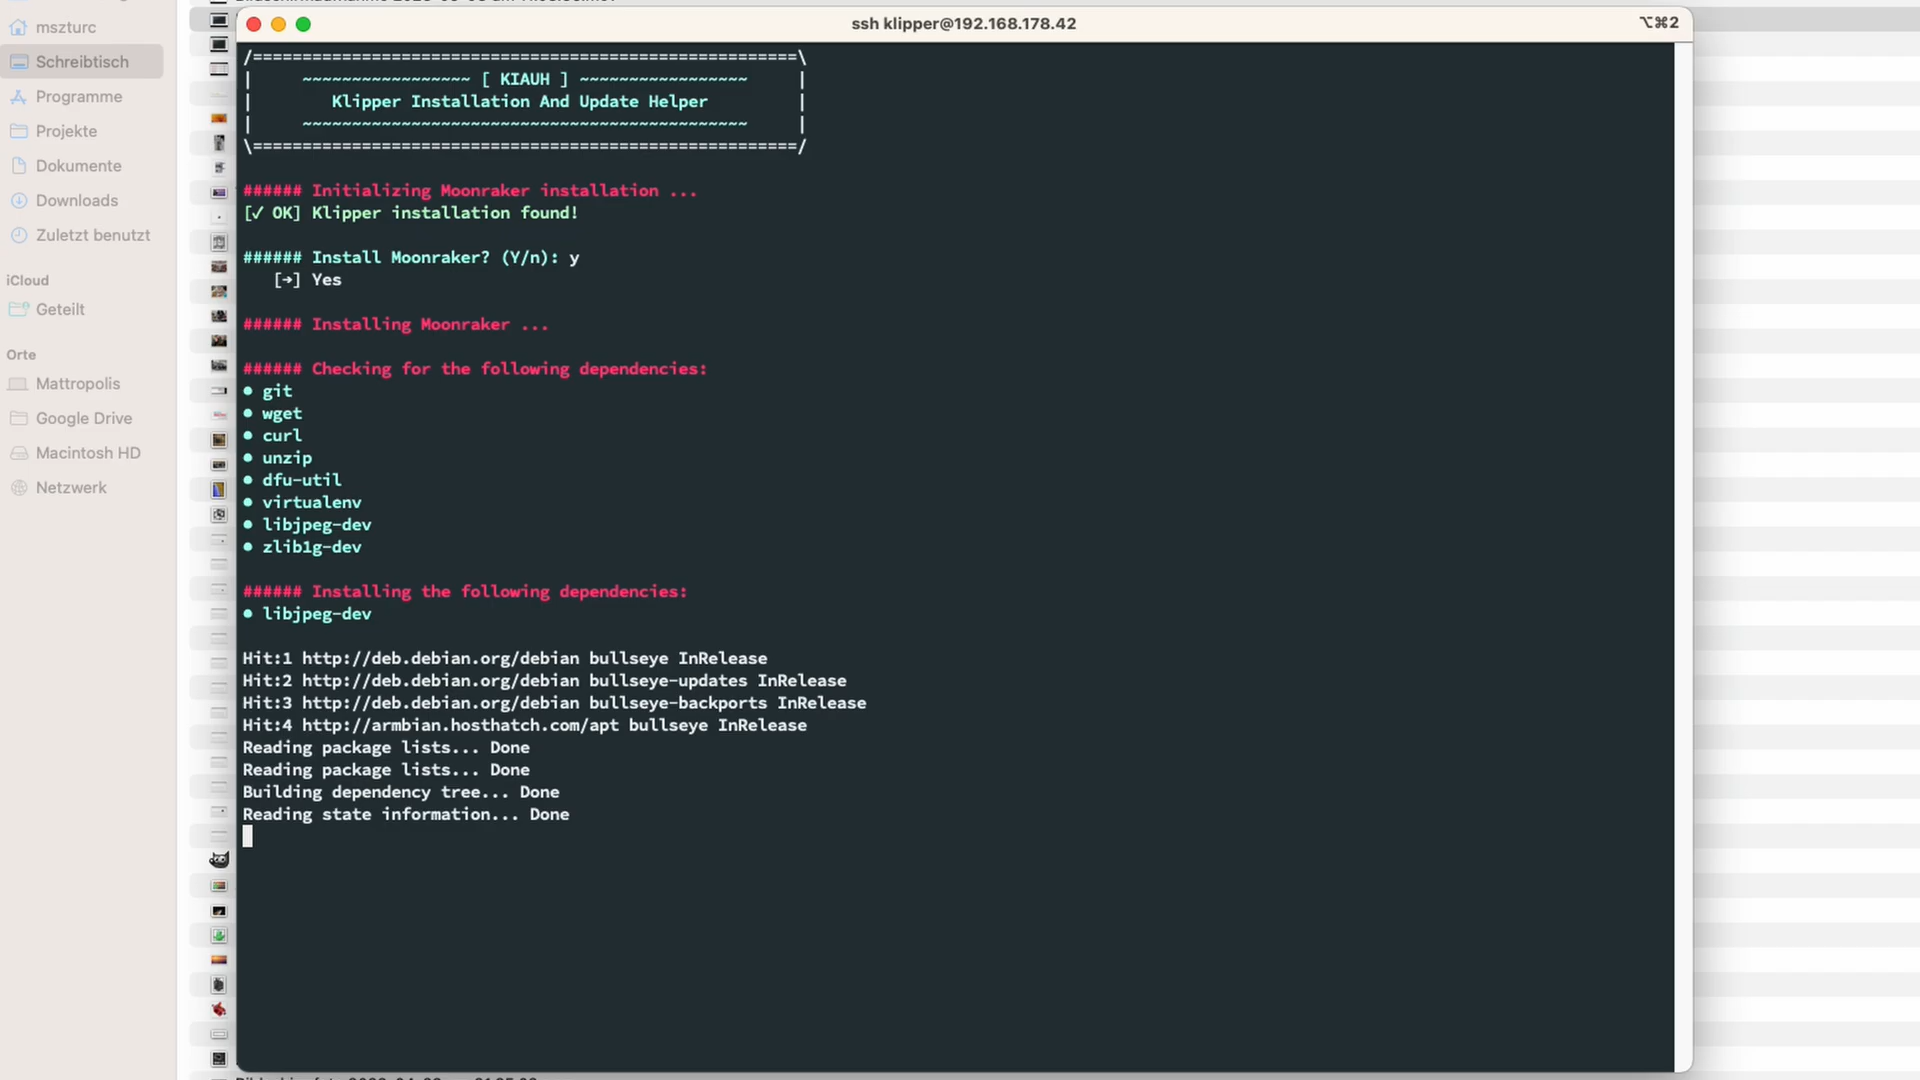 ssh klipper@192.168.178.42
⌥⌘2
mszturc
Schreibtisch
Programme
Projekte
Dokumente
Downloads
Zuletzt benutzt
iCloud
Geteilt
Orte
Mattropolis
Google Drive
Macintosh HD
Netzwerk
/=======================================================\
| ~~~~~~~~~~~~~~~~~ [ KIAUH ] ~~~~~~~~~~~~~~~~~ |
| Klipper Installation And Update Helper |
| ~~~~~~~~~~~~~~~~~~~~~~~~~~~~~~~~~~~~~~~~~~~~~ |
\=======================================================/
###### Initializing Moonraker installation ...
[✓ OK] Klipper installation found!
###### Install Moonraker? (Y/n): y
[➔] Yes
###### Installing Moonraker ...
###### Checking for the following dependencies:
● git
● wget
● curl
● unzip
● dfu-util
● virtualenv
● libjpeg-dev
● zlib1g-dev
###### Installing the following dependencies:
● libjpeg-dev
Hit:1 http://deb.debian.org/debian bullseye InRelease
Hit:2 http://deb.debian.org/debian bullseye-updates InRelease
Hit:3 http://deb.debian.org/debian bullseye-backports InRelease
Hit:4 http://armbian.hosthatch.com/apt bullseye InRelease
Reading package lists... Done
Reading package lists... Done
Building dependency tree... Done
Reading state information... Done